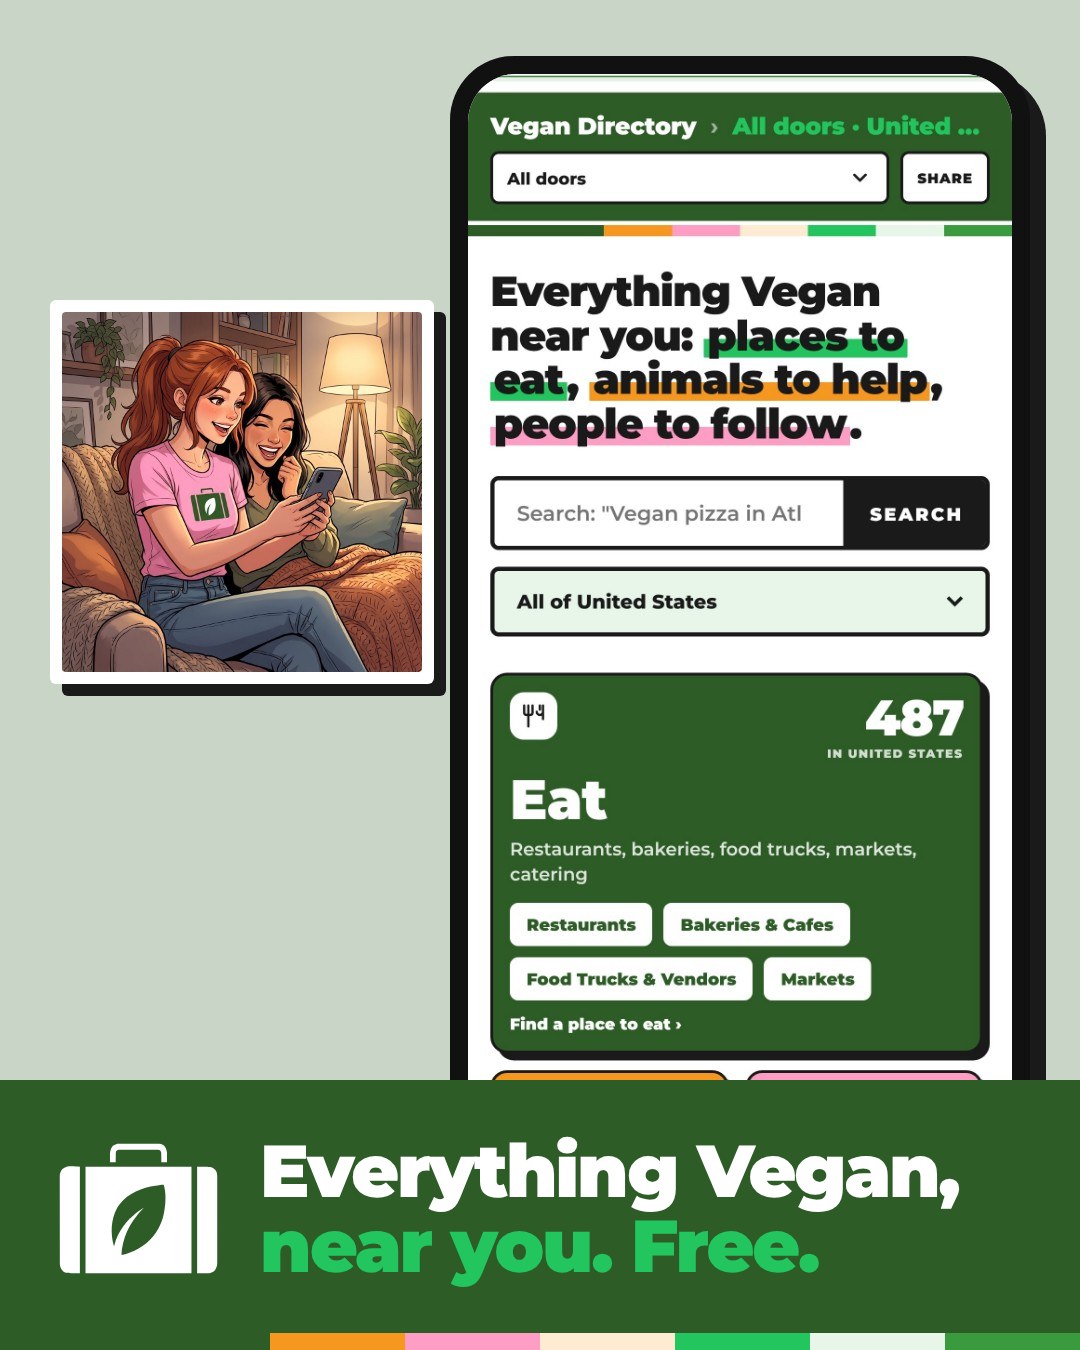 Vegan Directory › All doors · United ...
All doors
SHARE
Everything Vegan
near you: places to
eat, animals to help,
people to follow.
Search: "Vegan pizza in Atl
SEARCH
All of United States
487
IN UNITED STATES
Eat
Restaurants, bakeries, food trucks, markets,
catering
Restaurants
Bakeries & Cafes
Food Trucks & Vendors
Markets
Find a place to eat ›
Everything Vegan,
near you. Free.